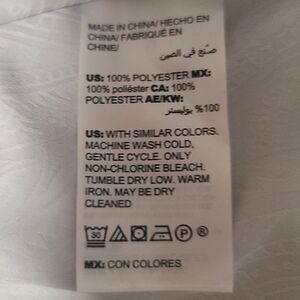 MADE IN CHINA/ HECHO EN
CHINA/ FABRIQUÉ EN
CHINE/
صنع في الصين
US: 100% POLYESTER MX:
100% poliéster CA: 100%
POLYESTER AE/KW:
100% بوليستر
US: WITH SIMILAR COLORS.
MACHINE WASH COLD,
GENTLE CYCLE. ONLY
NON-CHLORINE BLEACH.
TUMBLE DRY LOW. WARM
IRON. MAY BE DRY
CLEANED
30 P ®
MX: CON COLORES